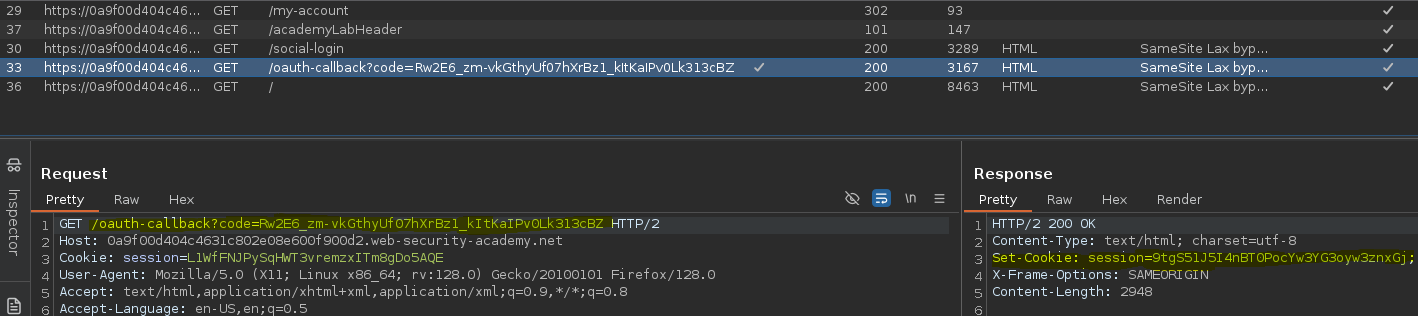 29 https://0a9f00d404c46... GET /my-account 302 93
37 https://0a9f00d404c46... GET /academyLabHeader 101 147
30 https://0a9f00d404c46... GET /social-login 200 3289 HTML SameSite Lax byp...
33 https://0a9f00d404c46... GET /oauth-callback?code=Rw2E6_zm-vkGthyUf07hXrBz1_kItKaIPv0Lk313cBZ 200 3167 HTML SameSite Lax byp...
36 https://0a9f00d404c46... GET / 200 8463 HTML SameSite Lax byp...
Inspector
Request
Pretty Raw Hex \n
1 GET /oauth-callback?code=Rw2E6_zm-vkGthyUf07hXrBz1_kItKaIPv0Lk313cBZ HTTP/2
2 Host: 0a9f00d404c4631c802e08e600f900d2.web-security-academy.net
3 Cookie: session=L1WfFNJPySqHWT3vremzxITm8gDo5AQE
4 User-Agent: Mozilla/5.0 (X11; Linux x86_64; rv:128.0) Gecko/20100101 Firefox/128.0
5 Accept: text/html,application/xhtml+xml,application/xml;q=0.9,*/*;q=0.8
6 Accept-Language: en-US,en;q=0.5
Response
Pretty Raw Hex Render
1 HTTP/2 200 OK
2 Content-Type: text/html; charset=utf-8
3 Set-Cookie: session=9tgS51J5I4nBT0PocYw3YG3oyw3znxGj;
4 X-Frame-Options: SAMEORIGIN
5 Content-Length: 2948
6